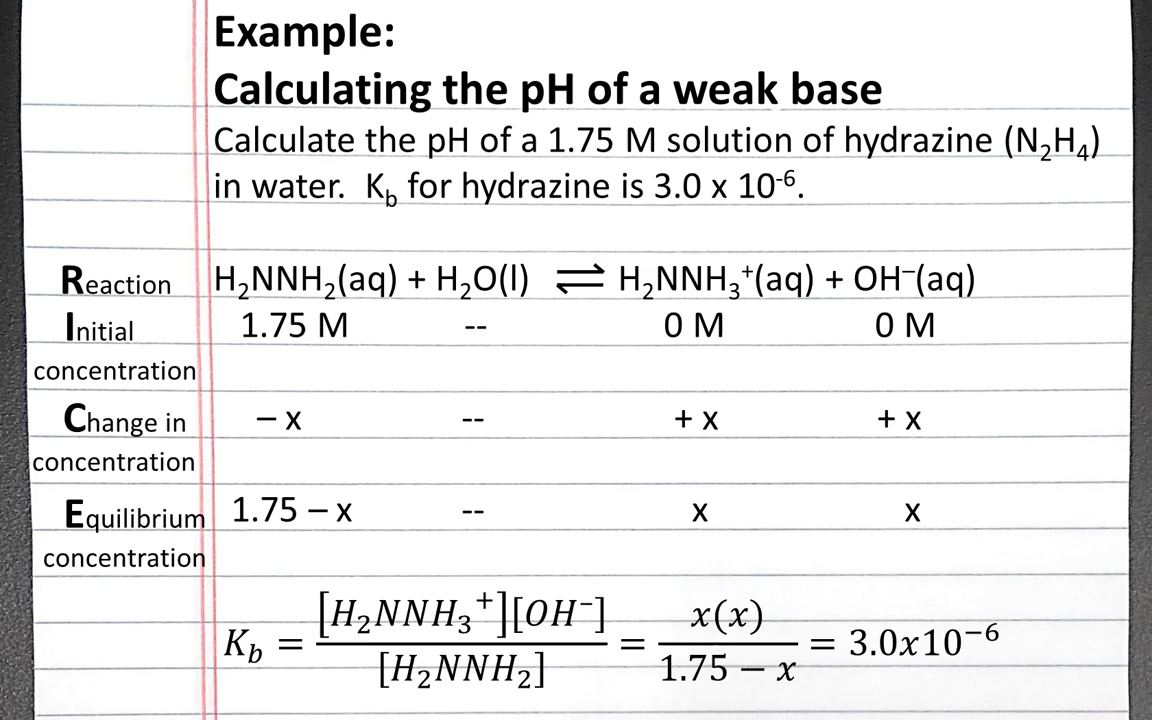 Example:
Calculating the pH of a weak base
Calculate the pH of a 1.75 M solution of hydrazine (N₂H₄)
in water. K_b for hydrazine is 3.0 x 10⁻⁶.
Reaction H₂NNH₂(aq) + H₂O(l) ⇌ H₂NNH₃⁺(aq) + OH⁻(aq)
Initial 1.75 M -- 0 M 0 M
concentration
Change in – x -- + x + x
concentration
Equilibrium 1.75 – x -- x x
concentration
K_b = [H₂NNH₃⁺][OH⁻] / [H₂NNH₂] = x(x) / 1.75 − x = 3.0x10⁻⁶